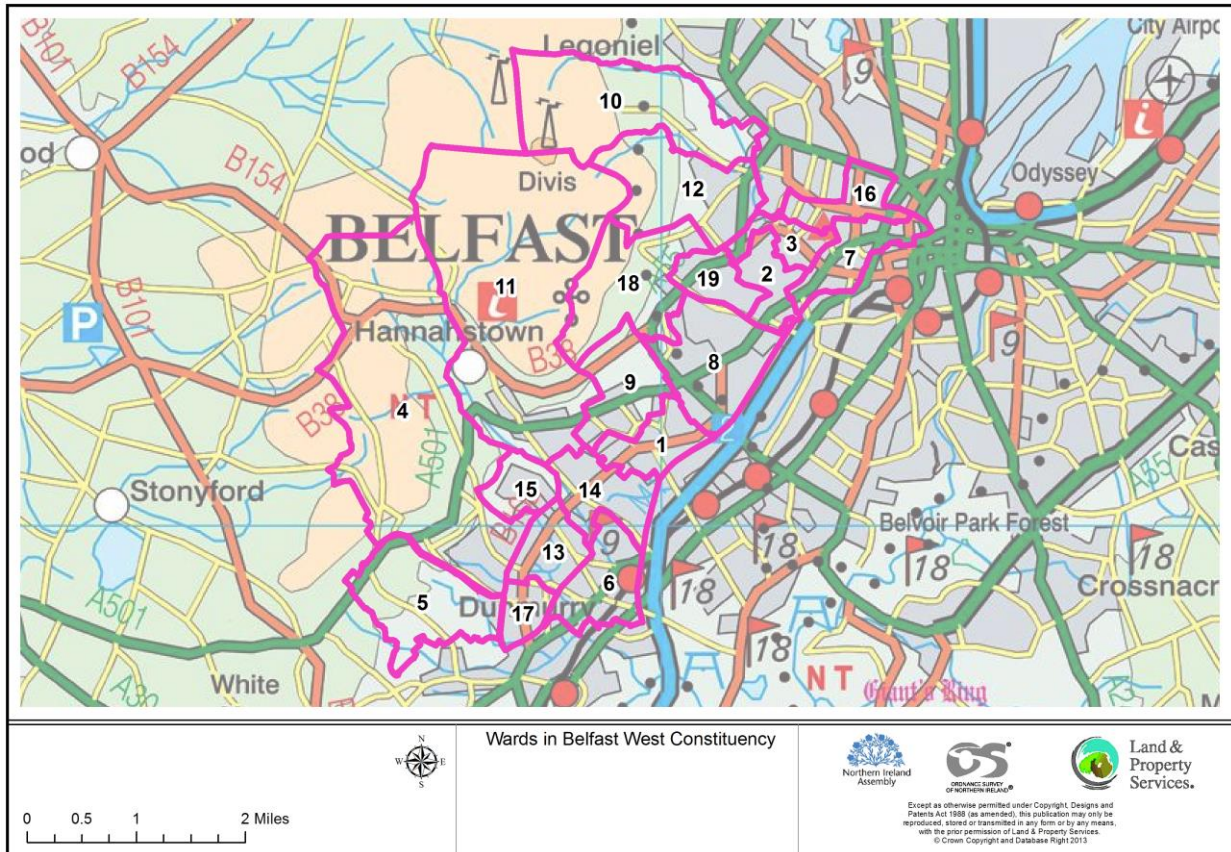 Legoniel
City Airpo
B101
B154
9
10
i
od
B154
Divis
12
16
Odyssey
BELFAST
3
7
2
19
18
11
i
P
B101
Hannahstown
B38
8
9
9
B38
NT
4
A501
1
Stonyford
15
14
Cas
Belvoir Park Forest
9
18
18
18
13
Crossnacr
A501
5
6
17
18
White
A30
NT
Giant's Ring
M
Wards in Belfast West Constituency
N
W
E
S
0 0.5 1 2 Miles
Northern Ireland
Assembly
OS
ORDNANCE SURVEY
OF NORTHERN IRELAND
Land &
Property
Services.
Except as otherwise permitted under Copyright, Designs and
Patents Act 1988 (as amended), this publication may only be
reproduced, stored or transmitted in any form or by any means,
with the prior permission of Land & Property Services.
© Crown Copyright and Database Right 2013